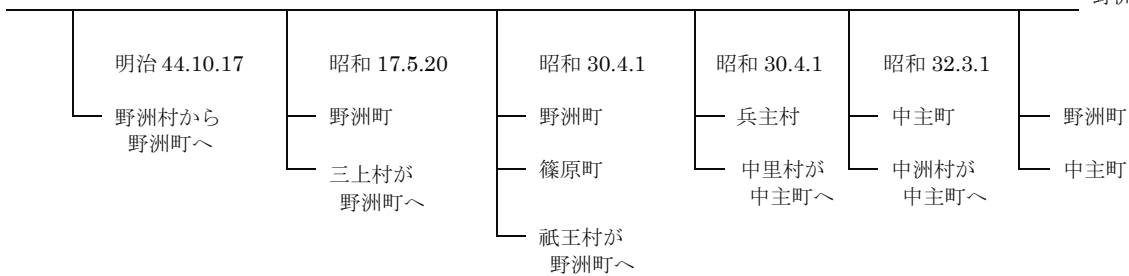 明治 44.10.17
野洲村から
野洲町へ
昭和 17.5.20
野洲町
三上村が
野洲町へ
昭和 30.4.1
野洲町
篠原町
祇王村が
野洲町へ
昭和 30.4.1
兵主村
中里村が
中主町へ
昭和 32.3.1
中主町
中洲村が
中主町へ
野洲町
中主町